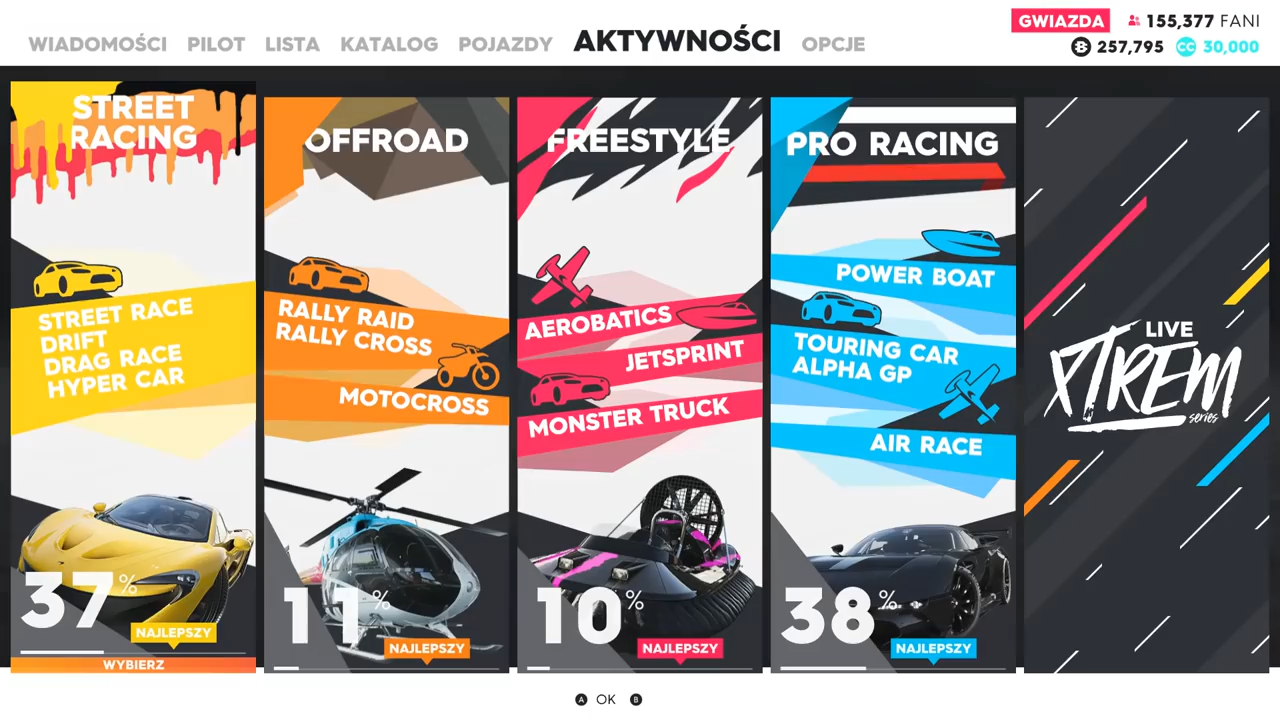 GWIAZDA 155,377 FANI
WIADOMOŚCI PILOT LISTA KATALOG POJAZDY AKTYWNOŚCI OPCJE
257,795 CC 30,000
STREET
RACING
STREET RACE
DRIFT
DRAG RACE
HYPER CAR
37%
NAJLEPSZY
WYBIERZ
OFFROAD
RALLY RAID
RALLY CROSS
MOTOCROSS
11%
NAJLEPSZY
FREESTYLE
AEROBATICS
JETSPRINT
MONSTER TRUCK
10%
NAJLEPSZY
PRO RACING
POWER BOAT
TOURING CAR
ALPHA GP
AIR RACE
38%
NAJLEPSZY
LIVE
XTREM
series
A OK B